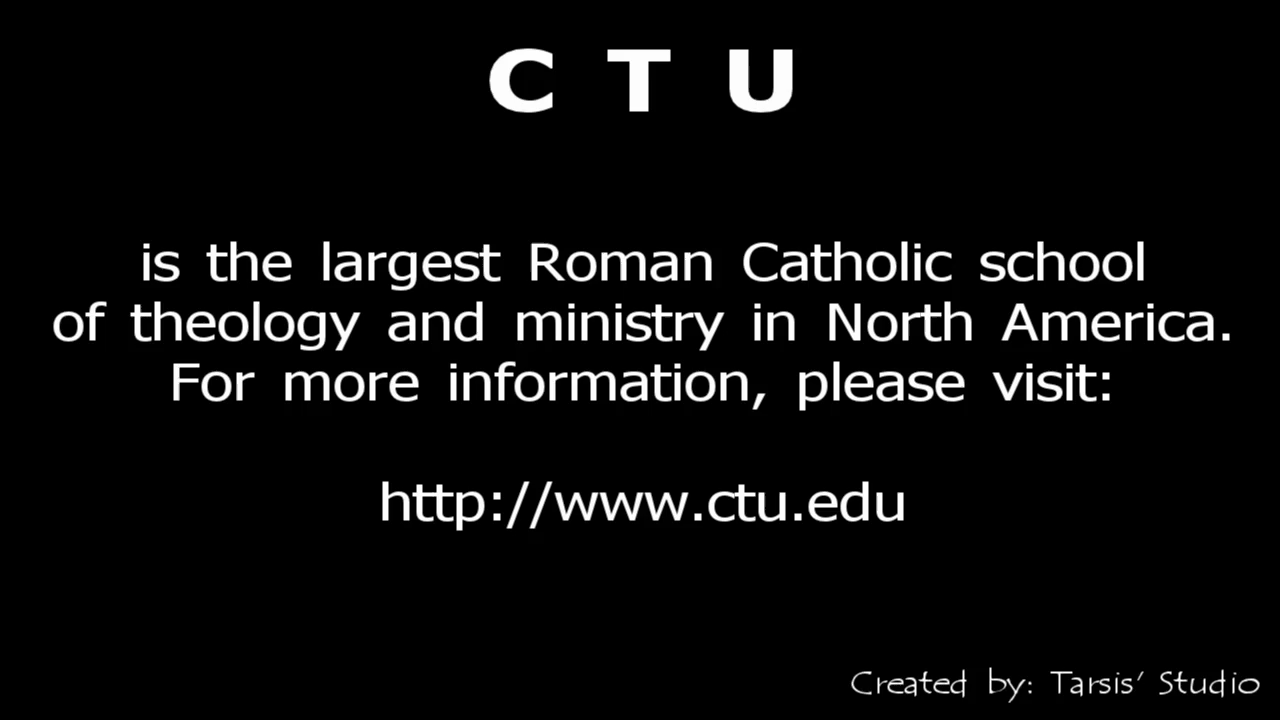 C T U
is the largest Roman Catholic school
of theology and ministry in North America.
For more information, please visit:
http://www.ctu.edu
Created by: Tarsis' Studio